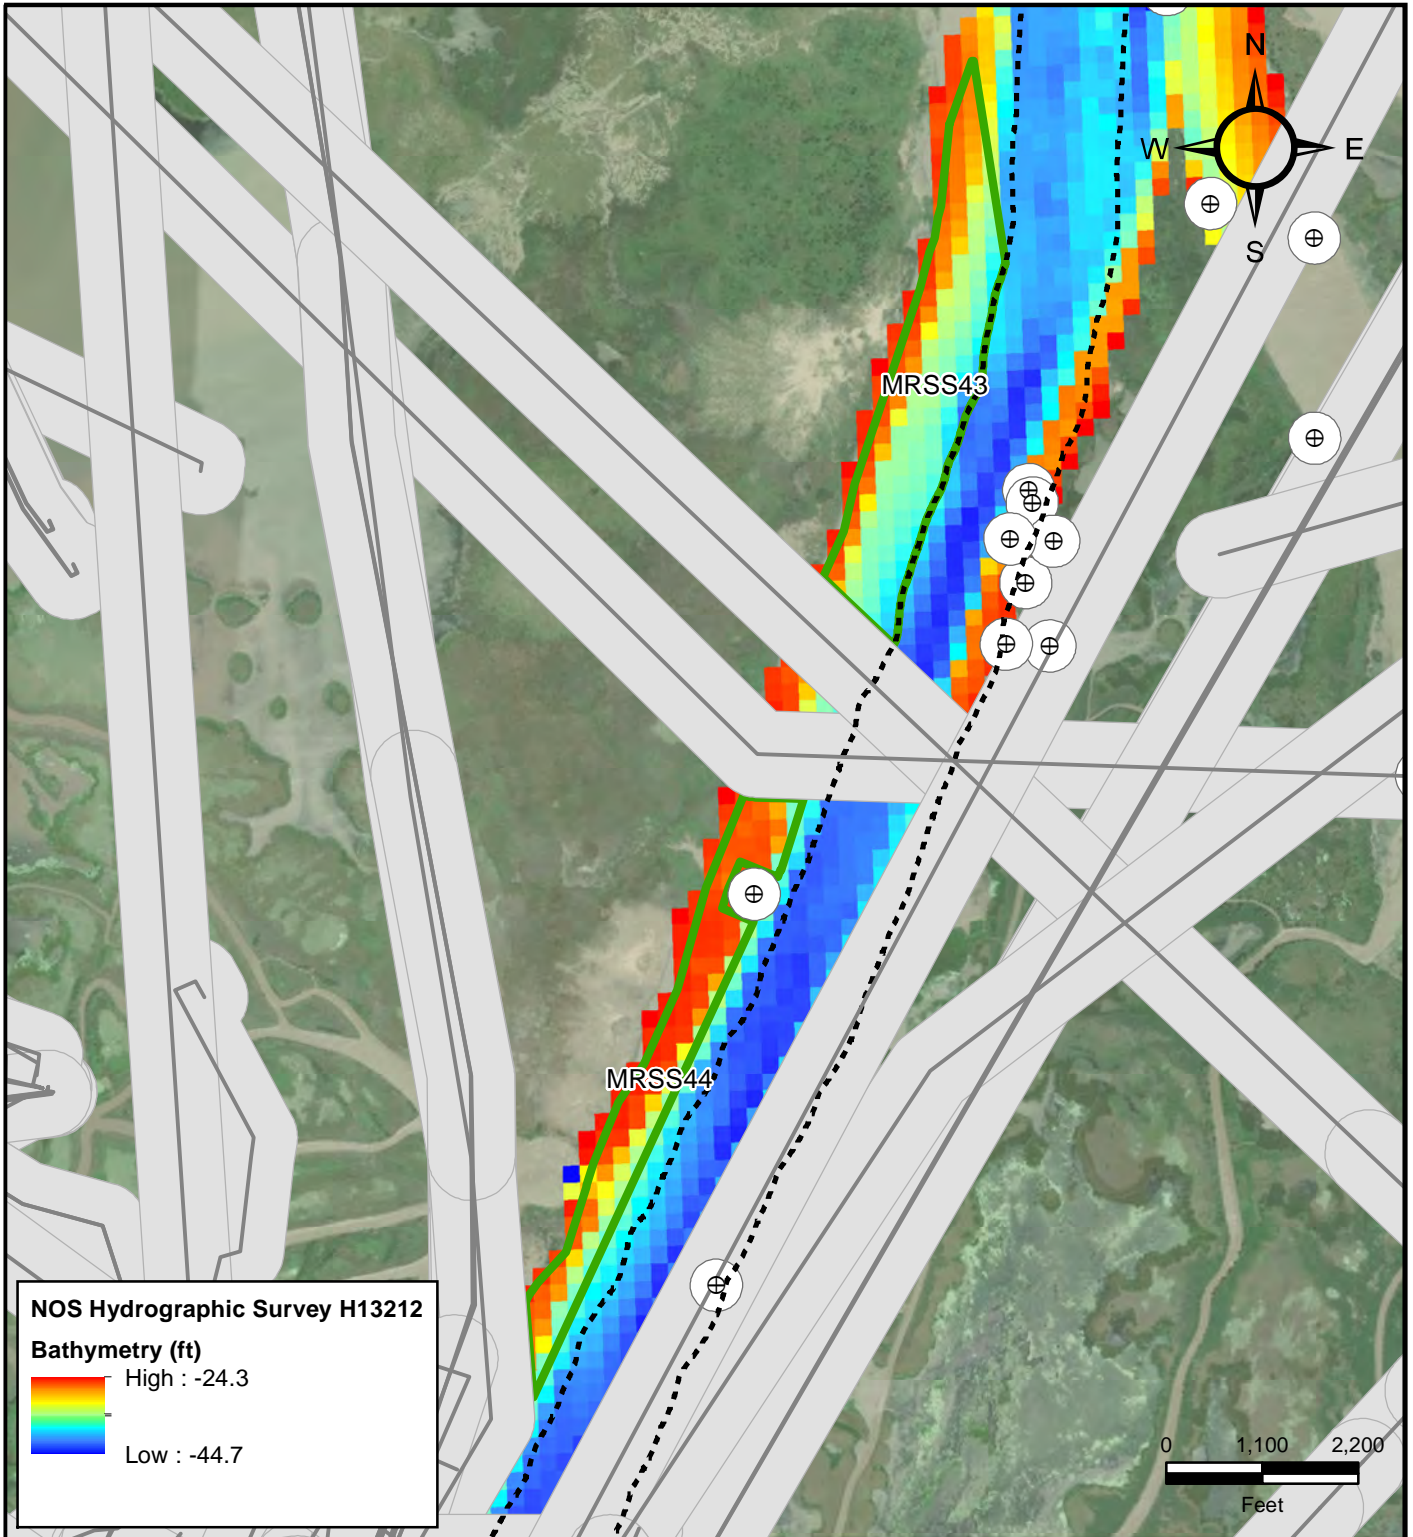 N
W E
S
MRSS43
MRSS44
NOS Hydrographic Survey H13212
Bathymetry (ft)
High : -24.3
Low : -44.7
0 1,100 2,200
Feet